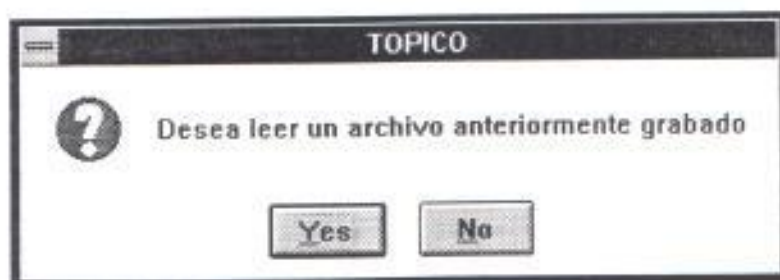 TOPICO
Desea leer un archivo anteriormente grabado
Yes No